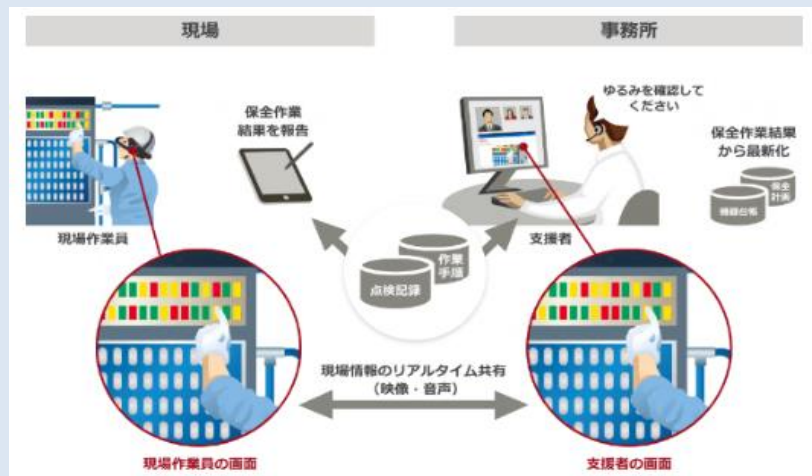 現場
事務所
保全作業
結果を報告
ゆるみを確認して
ください
保全作業結果
から最新化
保全
計画
機器台帳
現場作業員
支援者
作業
手順
点検記録
現場情報のリアルタイム共有
（映像・音声）
現場作業員の画面
支援者の画面